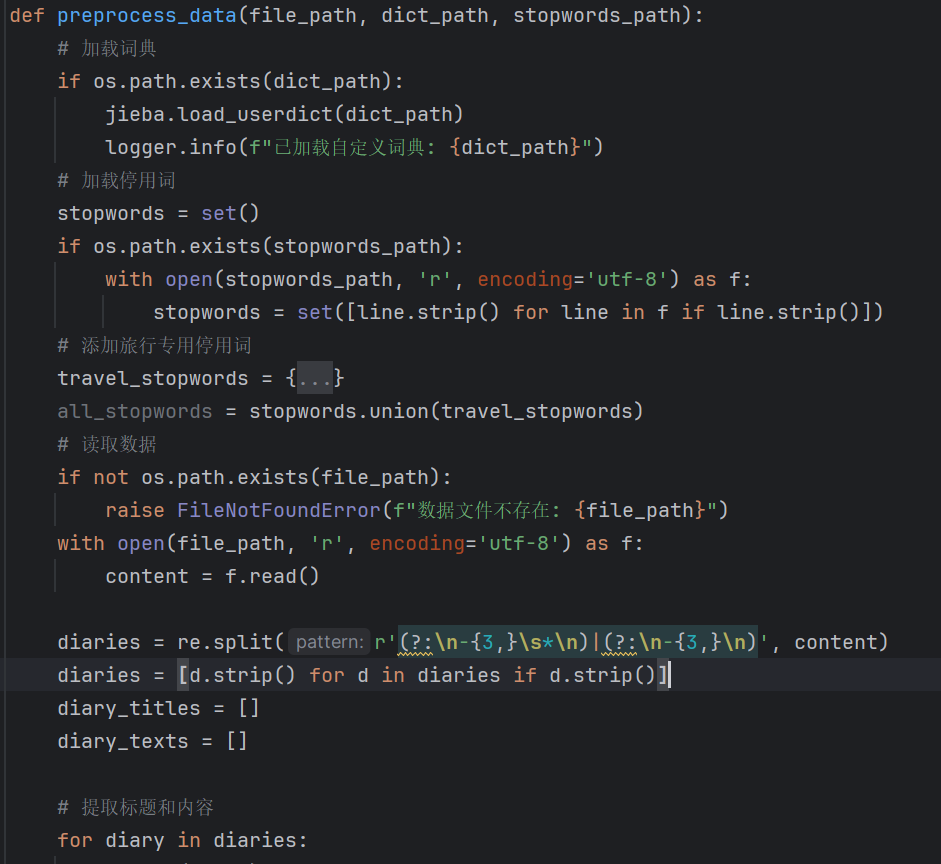 def preprocess_data(file_path, dict_path, stopwords_path):
    # 加载词典
    if os.path.exists(dict_path):
        jieba.load_userdict(dict_path)
        logger.info(f"已加载自定义词典: {dict_path}")
    # 加载停用词
    stopwords = set()
    if os.path.exists(stopwords_path):
        with open(stopwords_path, 'r', encoding='utf-8') as f:
            stopwords = set([line.strip() for line in f if line.strip()])
    # 添加旅行专用停用词
    travel_stopwords = {...}
    all_stopwords = stopwords.union(travel_stopwords)
    # 读取数据
    if not os.path.exists(file_path):
        raise FileNotFoundError(f"数据文件不存在: {file_path}")
    with open(file_path, 'r', encoding='utf-8') as f:
        content = f.read()
    diaries = re.split( pattern: r'(?:\n-{3,}\s*\n)|(?:\n-{3,}\n)', content)
    diaries = [d.strip() for d in diaries if d.strip()]
    diary_titles = []
    diary_texts = []
    # 提取标题和内容
    for diary in diaries: